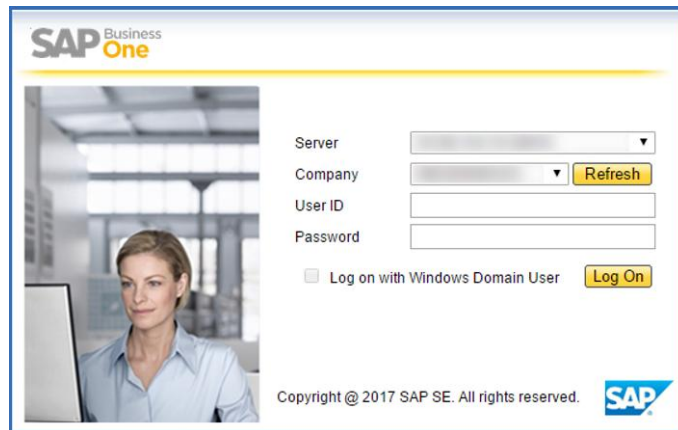 SAP Business One
Server
Company
Refresh
User ID
Password
Log on with Windows Domain User
Log On
Copyright @ 2017 SAP SE. All rights reserved.
SAP